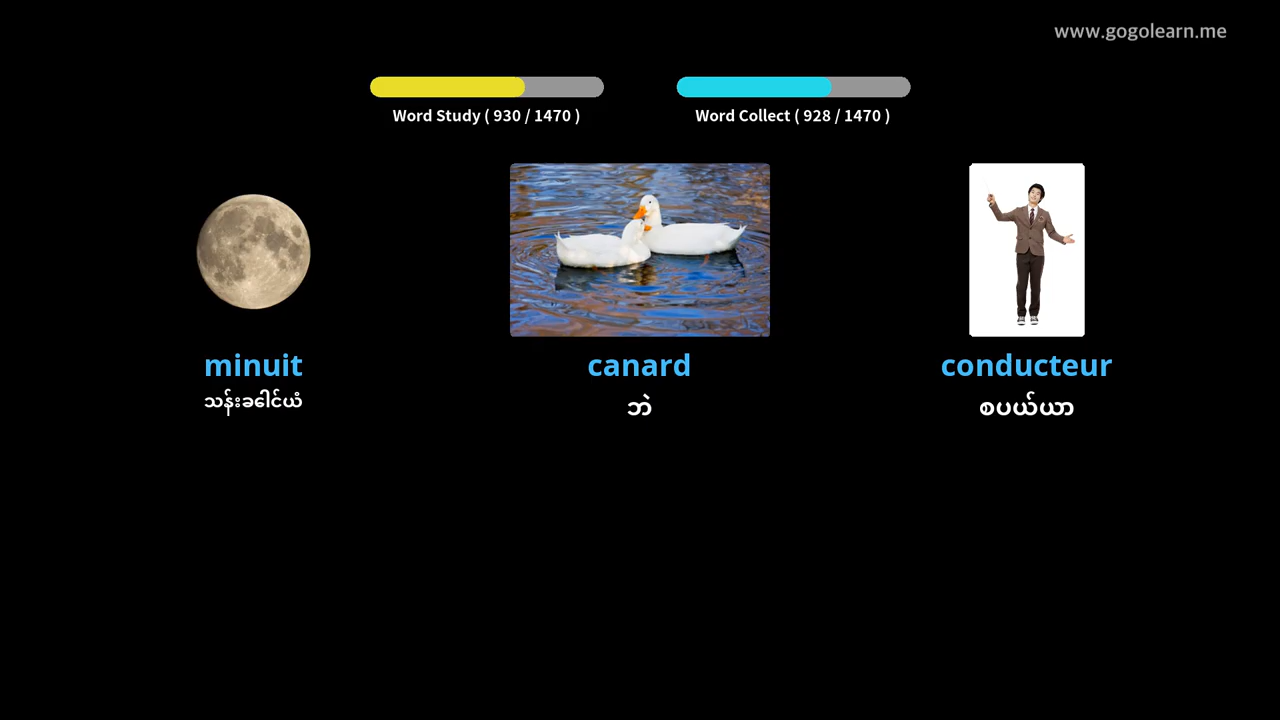 www.gogolearn.me
Word Study ( 930 / 1470 )
Word Collect ( 928 / 1470 )
minuit
သန်းခေါင်ယံ
canard
ဘဲ
conducteur
စပယ်ယာ